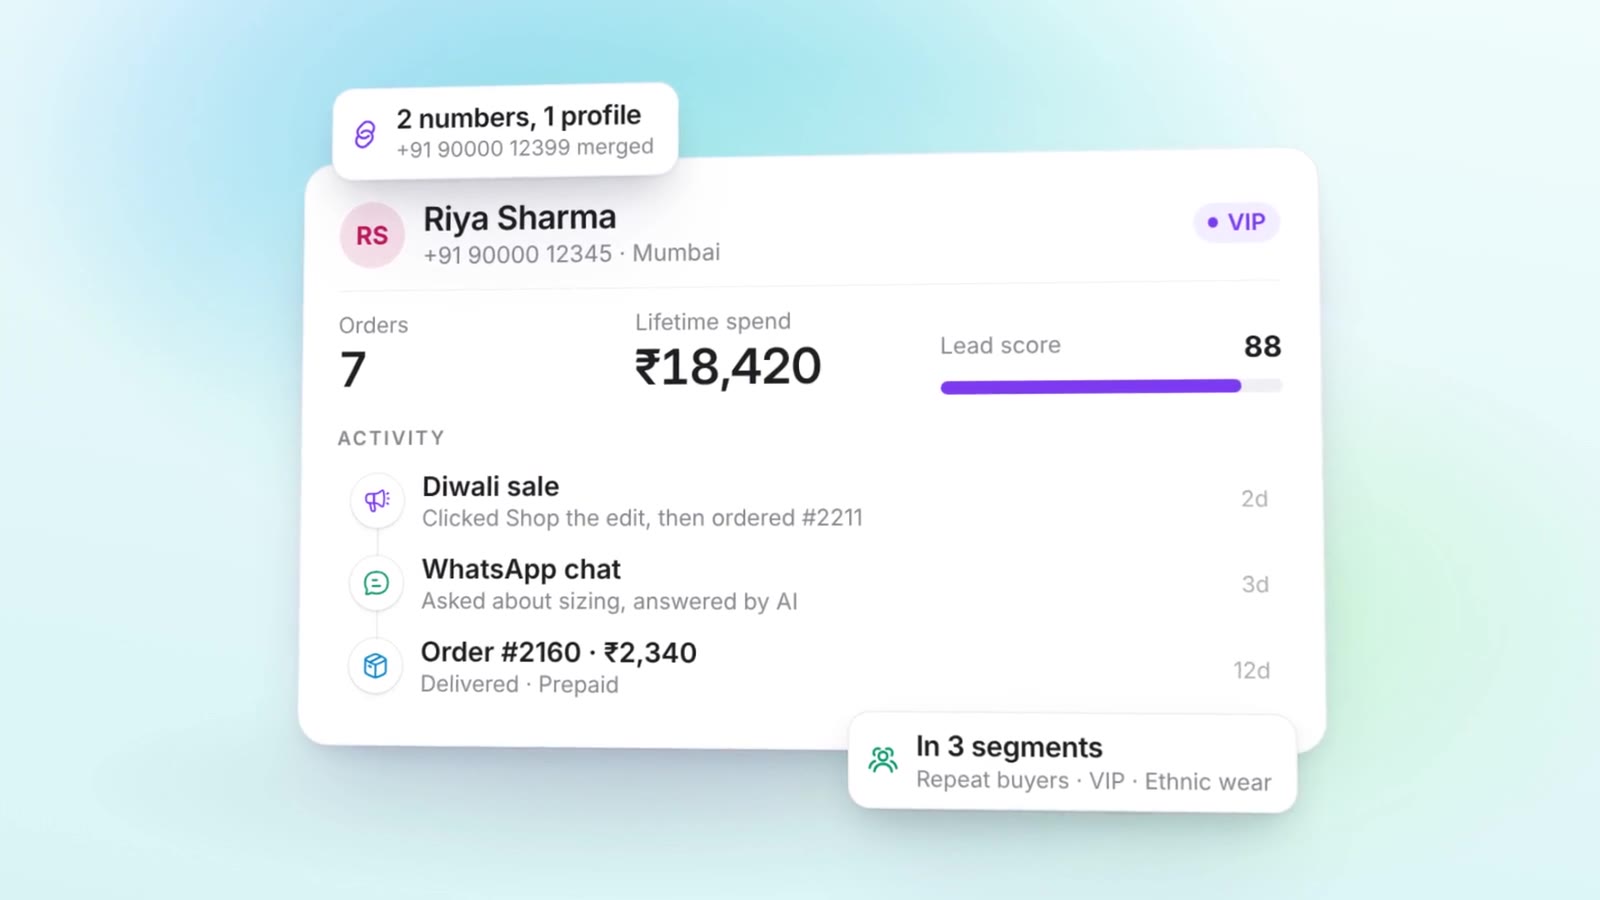 2 numbers, 1 profile
+91 90000 12399 merged
RS
Riya Sharma
+91 90000 12345 · Mumbai
VIP
Orders
7
Lifetime spend
₹18,420
Lead score
88
ACTIVITY
Diwali sale
Clicked Shop the edit, then ordered #2211
2d
WhatsApp chat
Asked about sizing, answered by AI
3d
Order #2160 · ₹2,340
Delivered · Prepaid
12d
In 3 segments
Repeat buyers · VIP · Ethnic wear